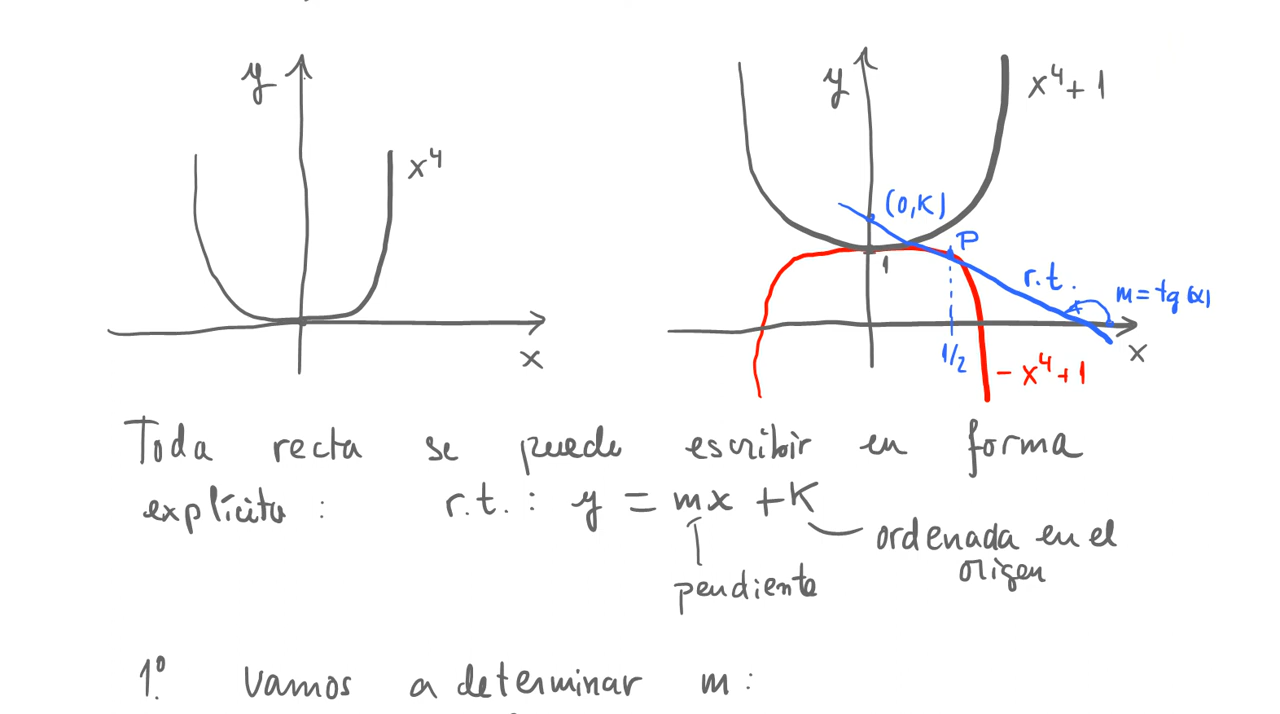 y
x⁴
x
y
x⁴+1
(0,K)
P
1
r.t.
m=tg(α)
1/2
x
-x⁴+1
Toda recta se puede escribir en forma
explícita : r.t. : y = mx + K
ordenada en el
origen
pendiente
1º. Vamos a determinar m :